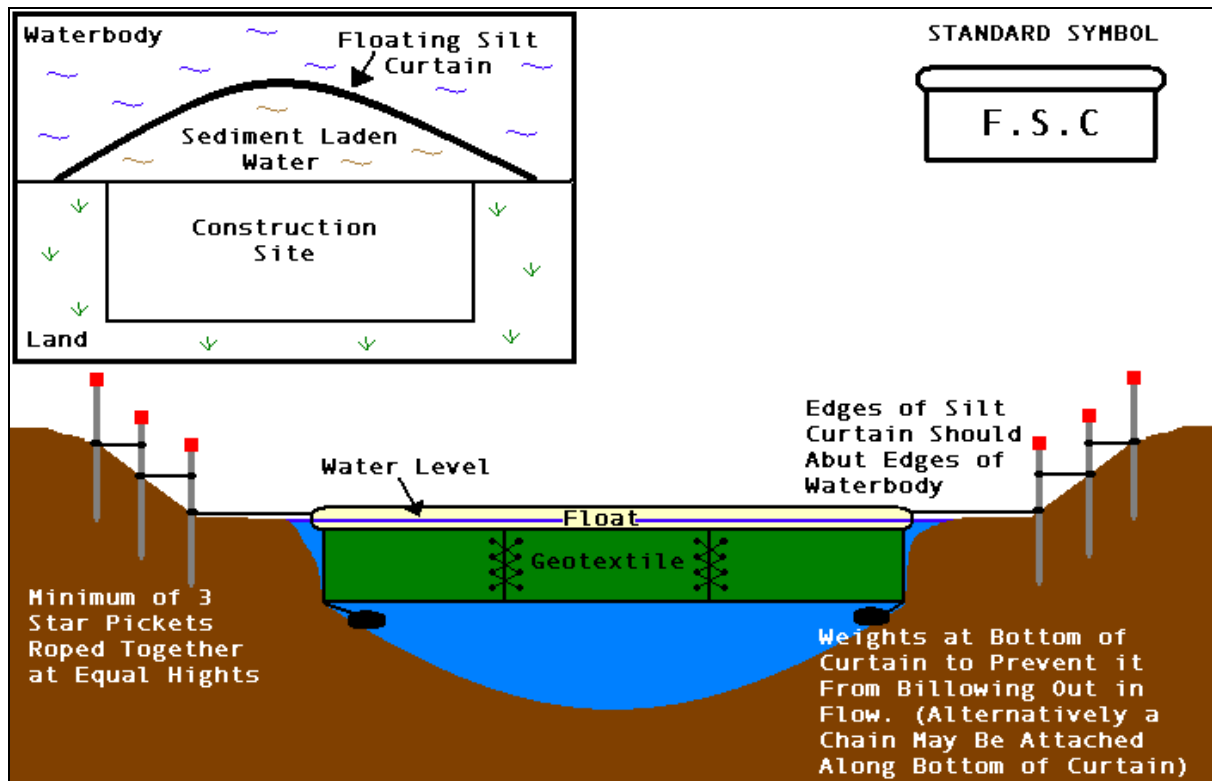 Waterbody
Floating Silt
Curtain
Sediment Laden
Water
Construction
Site
Land
STANDARD SYMBOL
F.S.C
Water Level
Edges of Silt
Curtain Should
Abut Edges of
Waterbody
Float
Geotextile
Minimum of 3
Star Pickets
Roped Together
at Equal Hights
Weights at Bottom of
Curtain to Prevent it
From Billowing Out in
Flow. (Alternatively a
Chain May Be Attached
Along Bottom of Curtain)